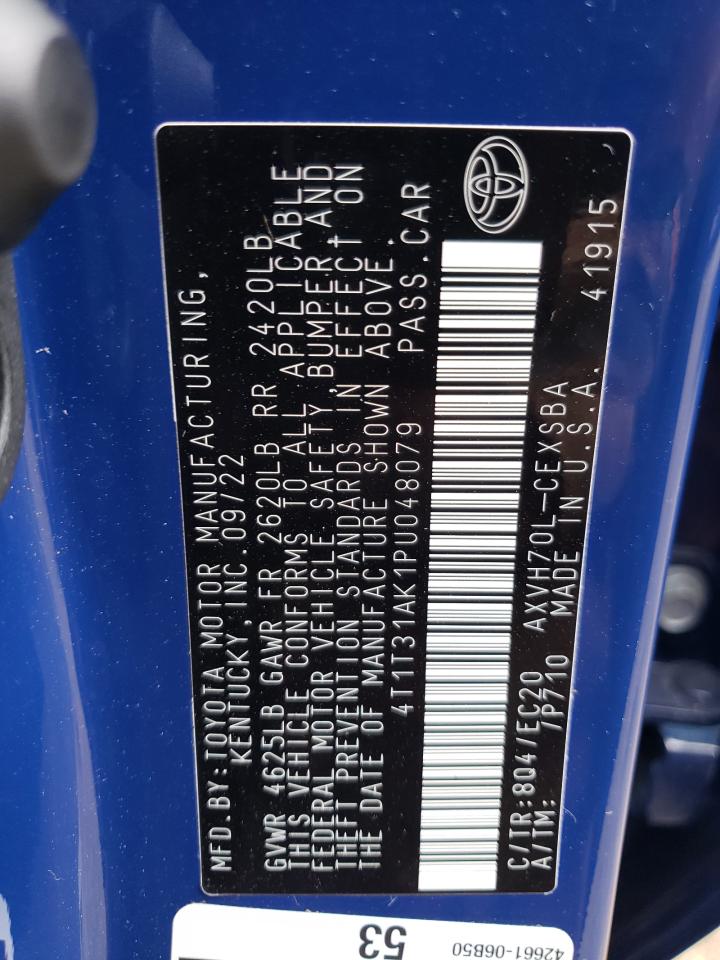 MFD.BY:TOYOTA MOTOR MANUFACTURING,
KENTUCKY,INC.09/22
GVWR 4625LB GAWR FR 2620LB RR 2420LB
THIS VEHICLE CONFORMS TO ALL APPLICABLE
FEDERAL MOTOR VEHICLE SAFETY,BUMPER,AND
THEFT PREVENTION STANDARDS IN EFFECT ON
THE DATE OF MANUFACTURE SHOWN ABOVE.
4T1T31AK1PU048079 PASS.CAR
C/TR:8Q4/EC20 AXVH70L-CEXSBA
A/TM: /P710 MADE IN U.S.A. 41915
53
42661-06B50